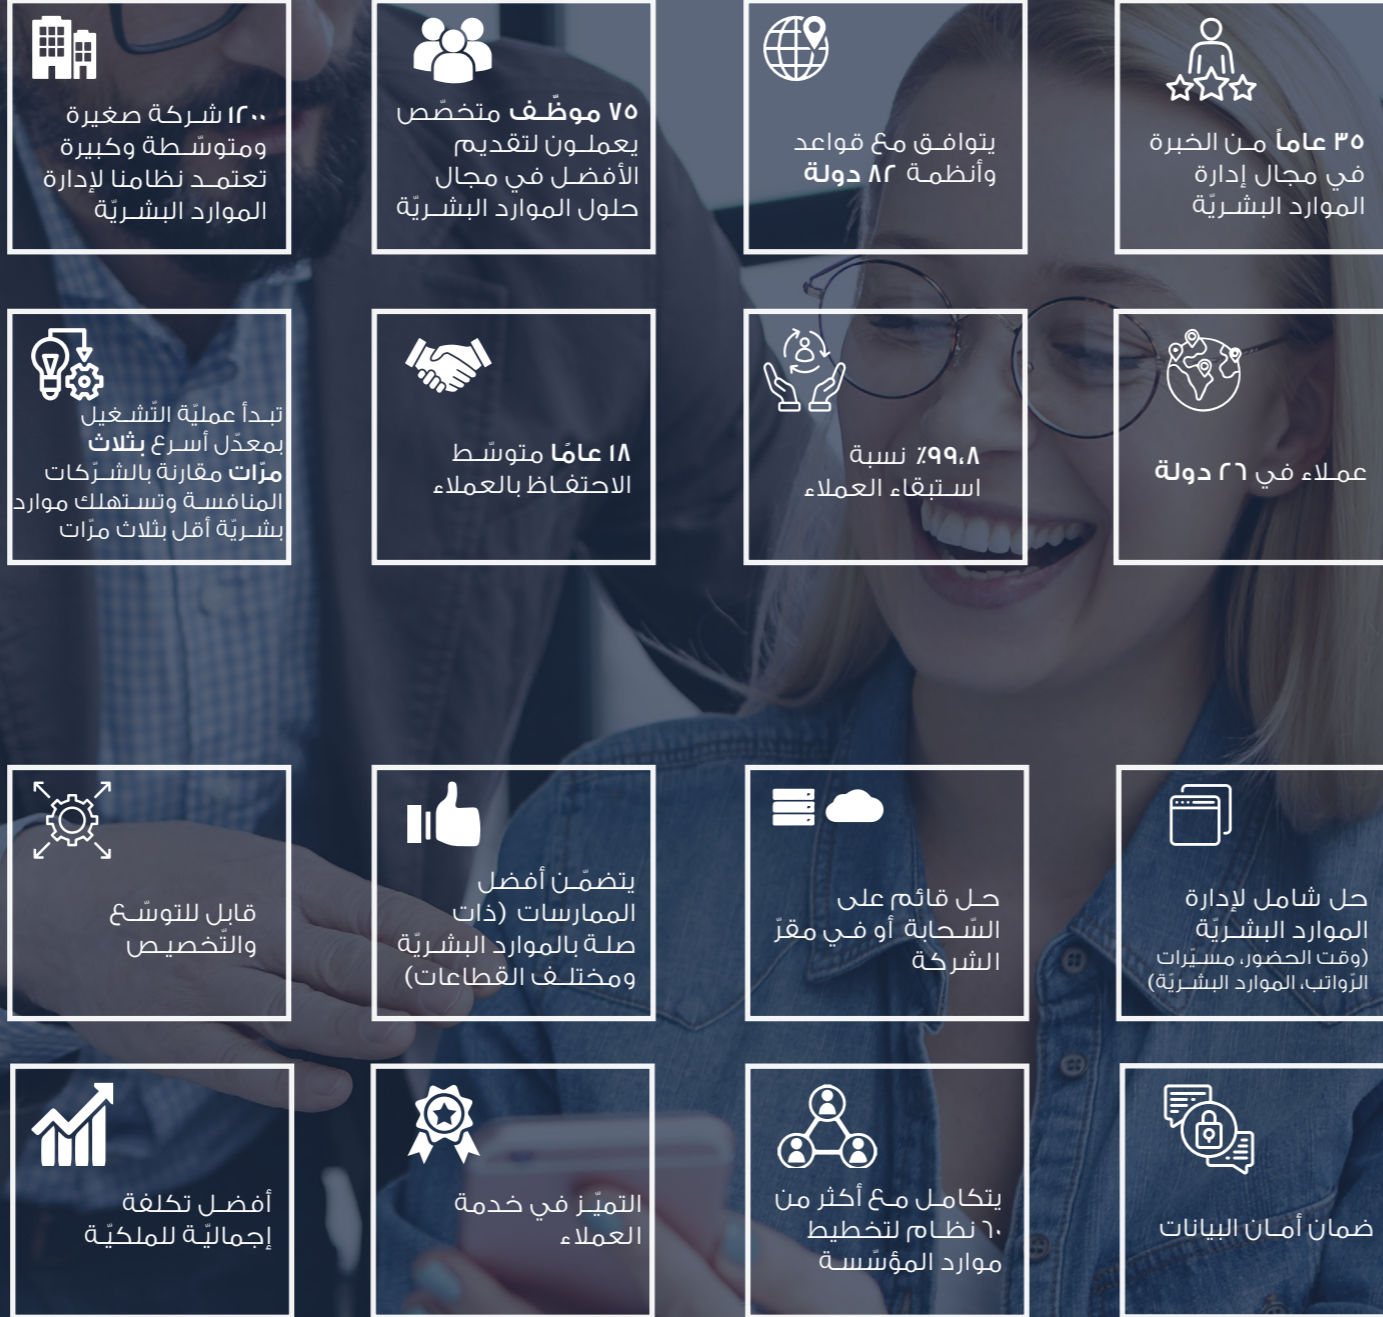 ٣٥ عاماً من الخبرة
في مجال إدارة
الموارد البشريّة
يتوافق مع قواعد
وأنظمة ٨٢ دولة
٧٥ موظّف متخصّص
يعملون لتقديم
الأفضل في مجال
حلول الموارد البشريّة
١٢٠٠ شركة صغيرة
ومتوسّطة وكبيرة
تعتمد نظامنا لإدارة
الموارد البشريّة
عملاء في ٢٦ دولة
٩٩،٨٪ نسبة
استبقاء العملاء
١٨ عامًا متوسّط
الاحتفاظ بالعملاء
تبدأ عمليّة التّشغيل
بمعدّل أسرع بثلاث
مرّات مقارنة بالشركات
المنافسة وتستهلك موارد
بشريّة أقل بثلاث مرّات
حل شامل لإدارة
الموارد البشريّة
(وقت الحضور، مسيّرات
الرّواتب، الموارد البشريّة)
حل قائم على
السّحابة أو في مقرّ
الشركة
يتضمّن أفضل
الممارسات (ذات
صلة بالموارد البشريّة
ومختلف القطاعات)
قابل للتوسّع
والتّخصيص
ضمان أمان البيانات
يتكامل مع أكثر من
٦٠ نظام لتخطيط
موارد المؤسّسة
التميّز في خدمة
العملاء
أفضل تكلفة
إجماليّة للملكيّة